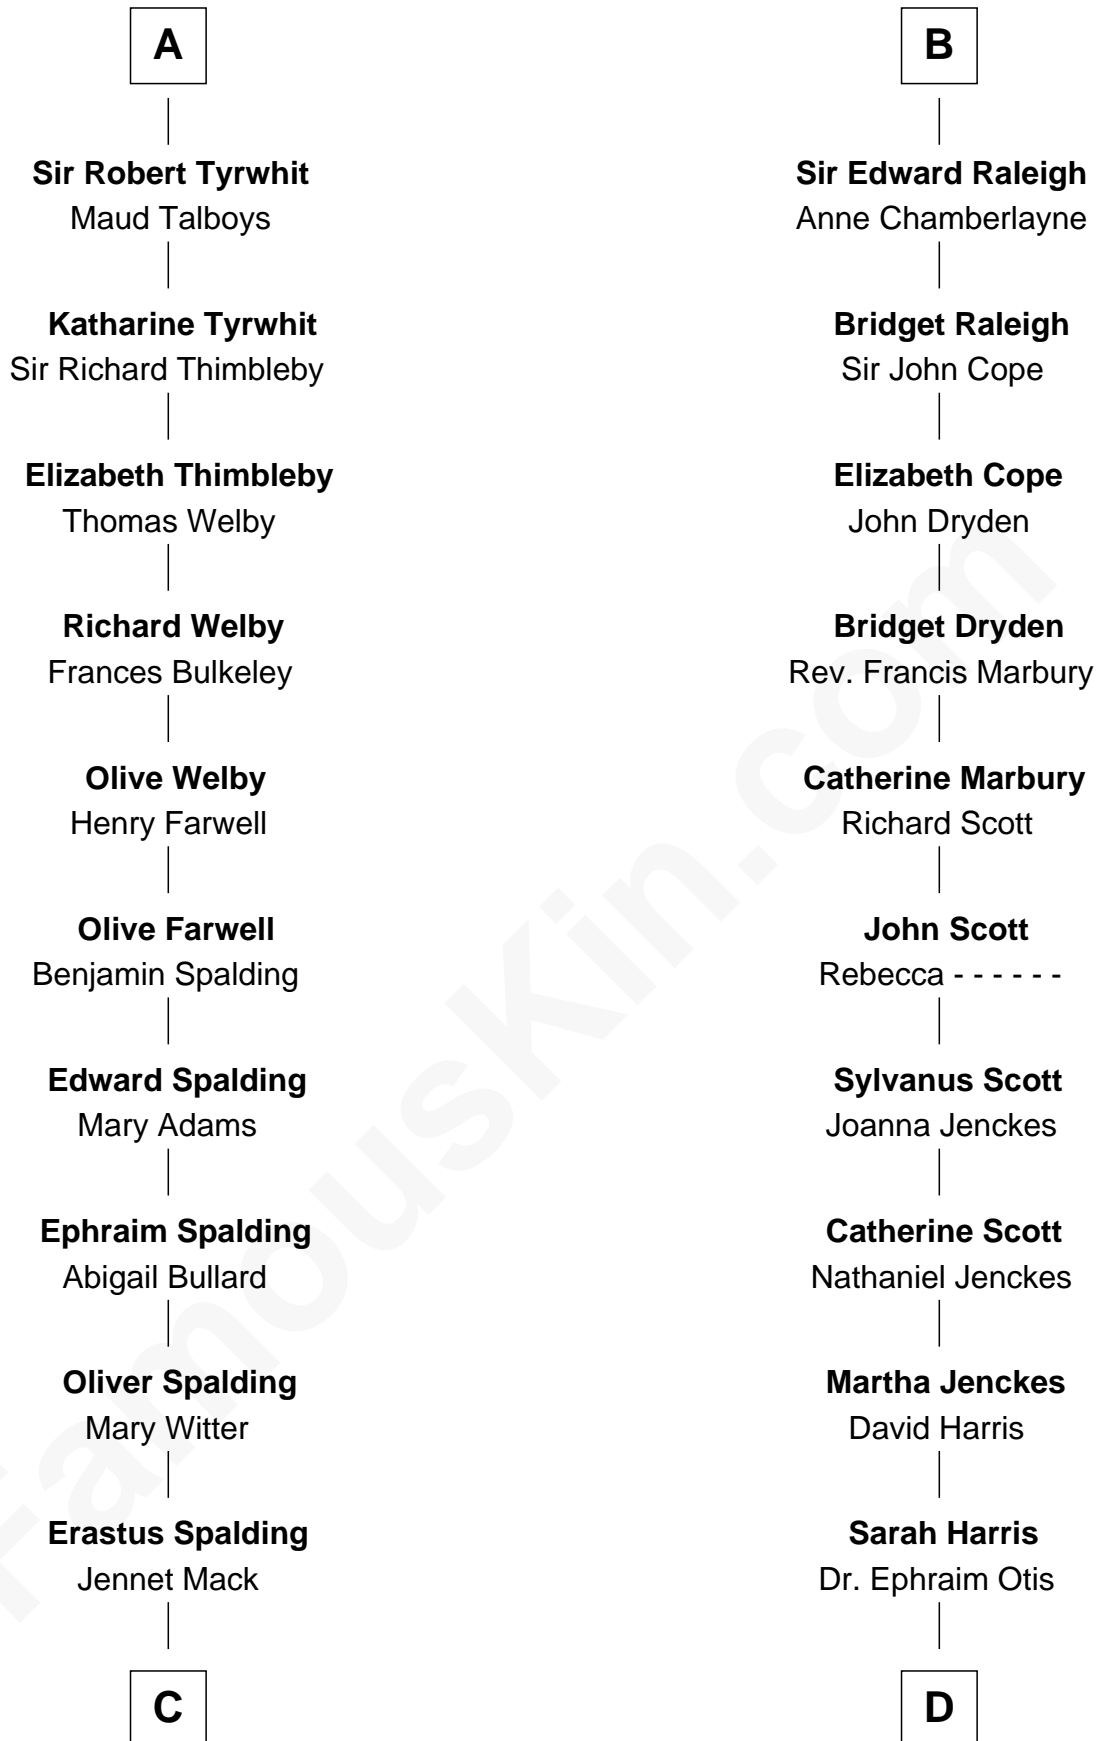 A
Sir Robert Tyrwhit
Maud Talboys
Katharine Tyrwhit
Sir Richard Thimbleby
Elizabeth Thimbleby
Thomas Welby
Richard Welby
Frances Bulkeley
Olive Welby
Henry Farwell
Olive Farwell
Benjamin Spalding
Edward Spalding
Mary Adams
Ephraim Spalding
Abigail Bullard
Oliver Spalding
Mary Witter
Erastus Spalding
Jennet Mack
C
B
Sir Edward Raleigh
Anne Chamberlayne
Bridget Raleigh
Sir John Cope
Elizabeth Cope
John Dryden
Bridget Dryden
Rev. Francis Marbury
Catherine Marbury
Richard Scott
John Scott
Rebecca - - - - - -
Sylvanus Scott
Joanna Jenckes
Catherine Scott
Nathaniel Jenckes
Martha Jenckes
David Harris
Sarah Harris
Dr. Ephraim Otis
D
FamousKin.com